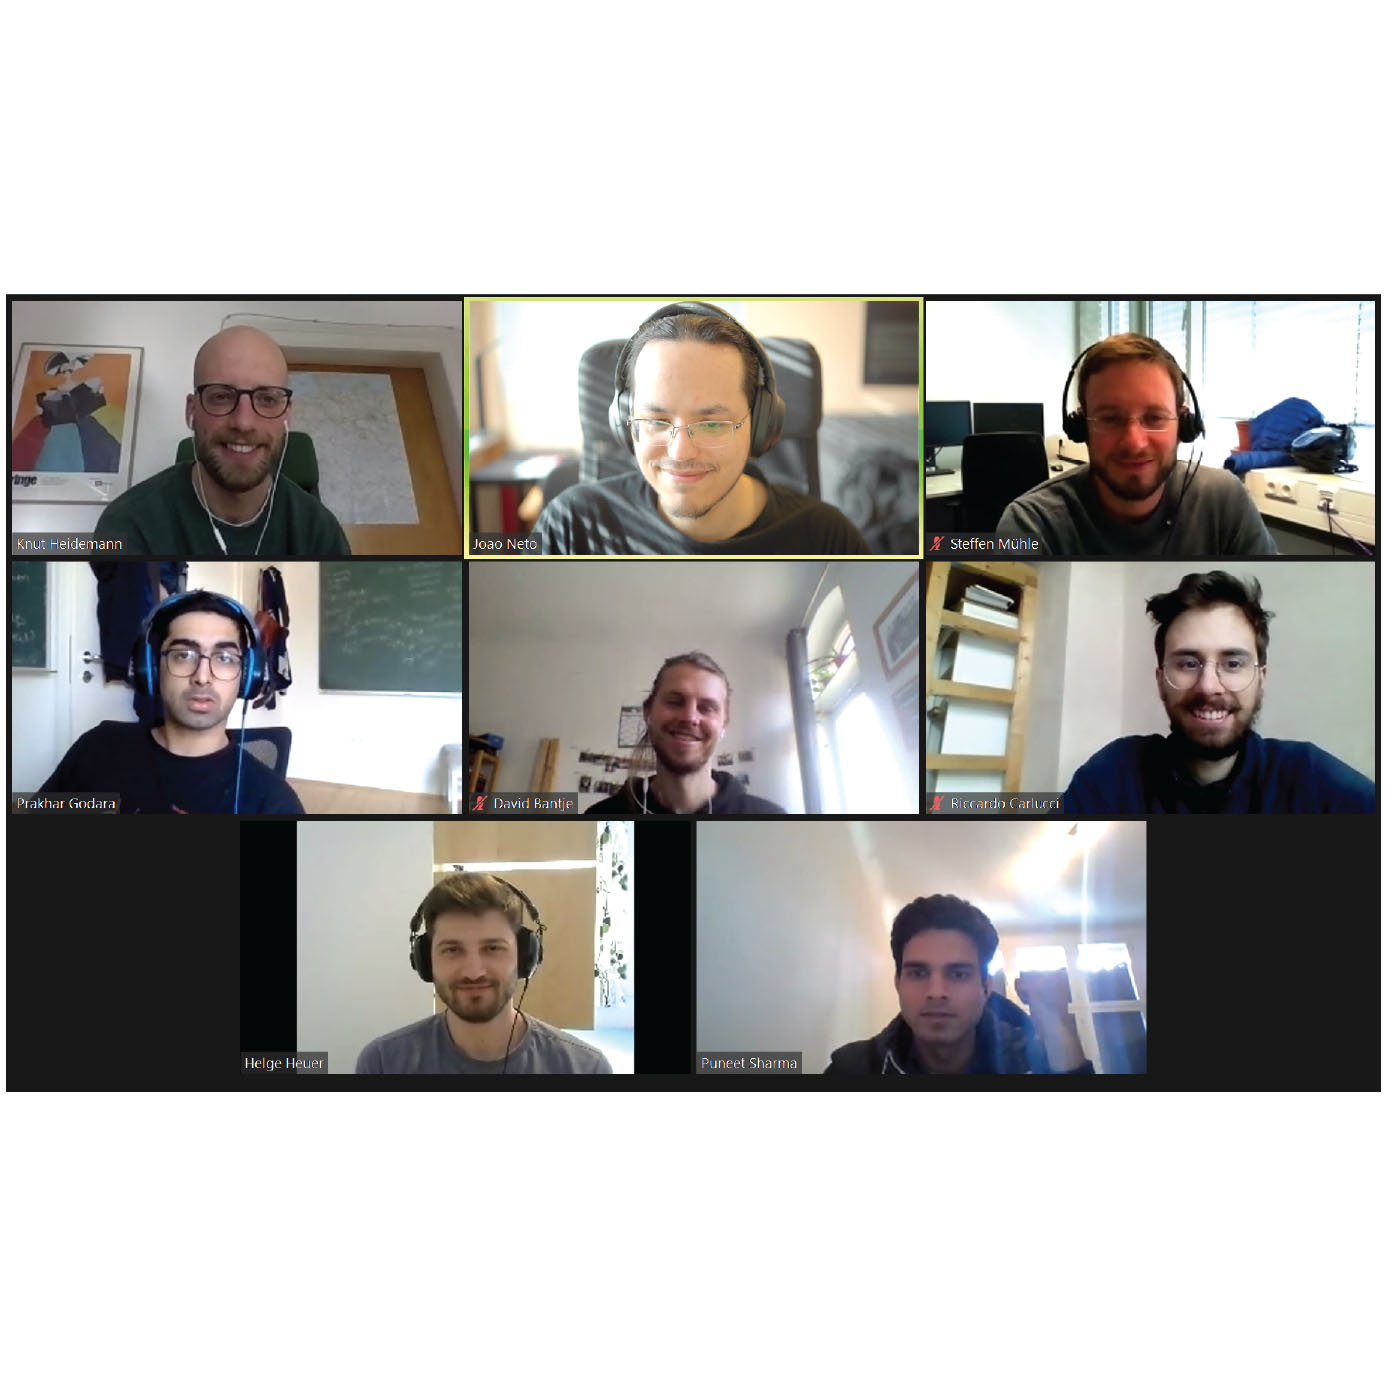 Knut Heidemann
Joao Neto
Steffen Mühle
Prakhar Godara
David Bantje
Riccardo Carlucci
Helge Heuer
Puneet Sharma